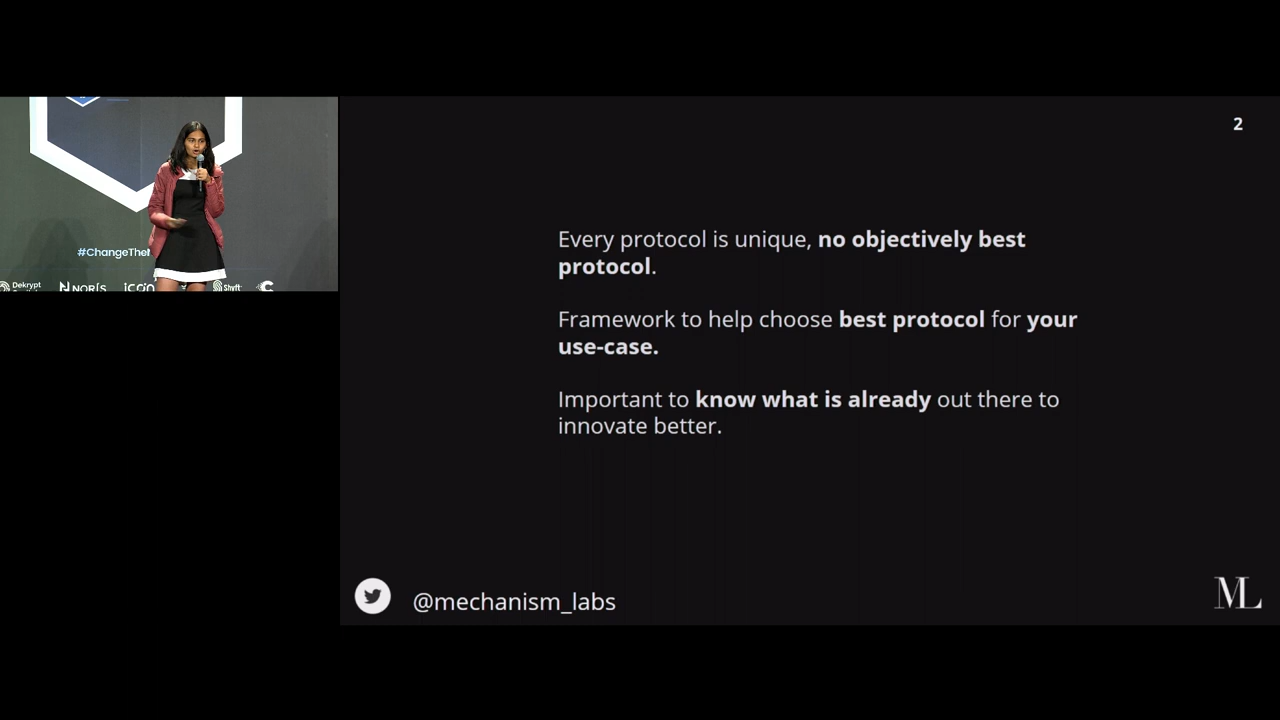 2
Every protocol is unique, no objectively best
protocol.
Framework to help choose best protocol for your
use-case.
Important to know what is already out there to
innovate better.
@mechanism_labs
ML
#ChangeThe
Dekrypt
NORIS
icon
Shyft